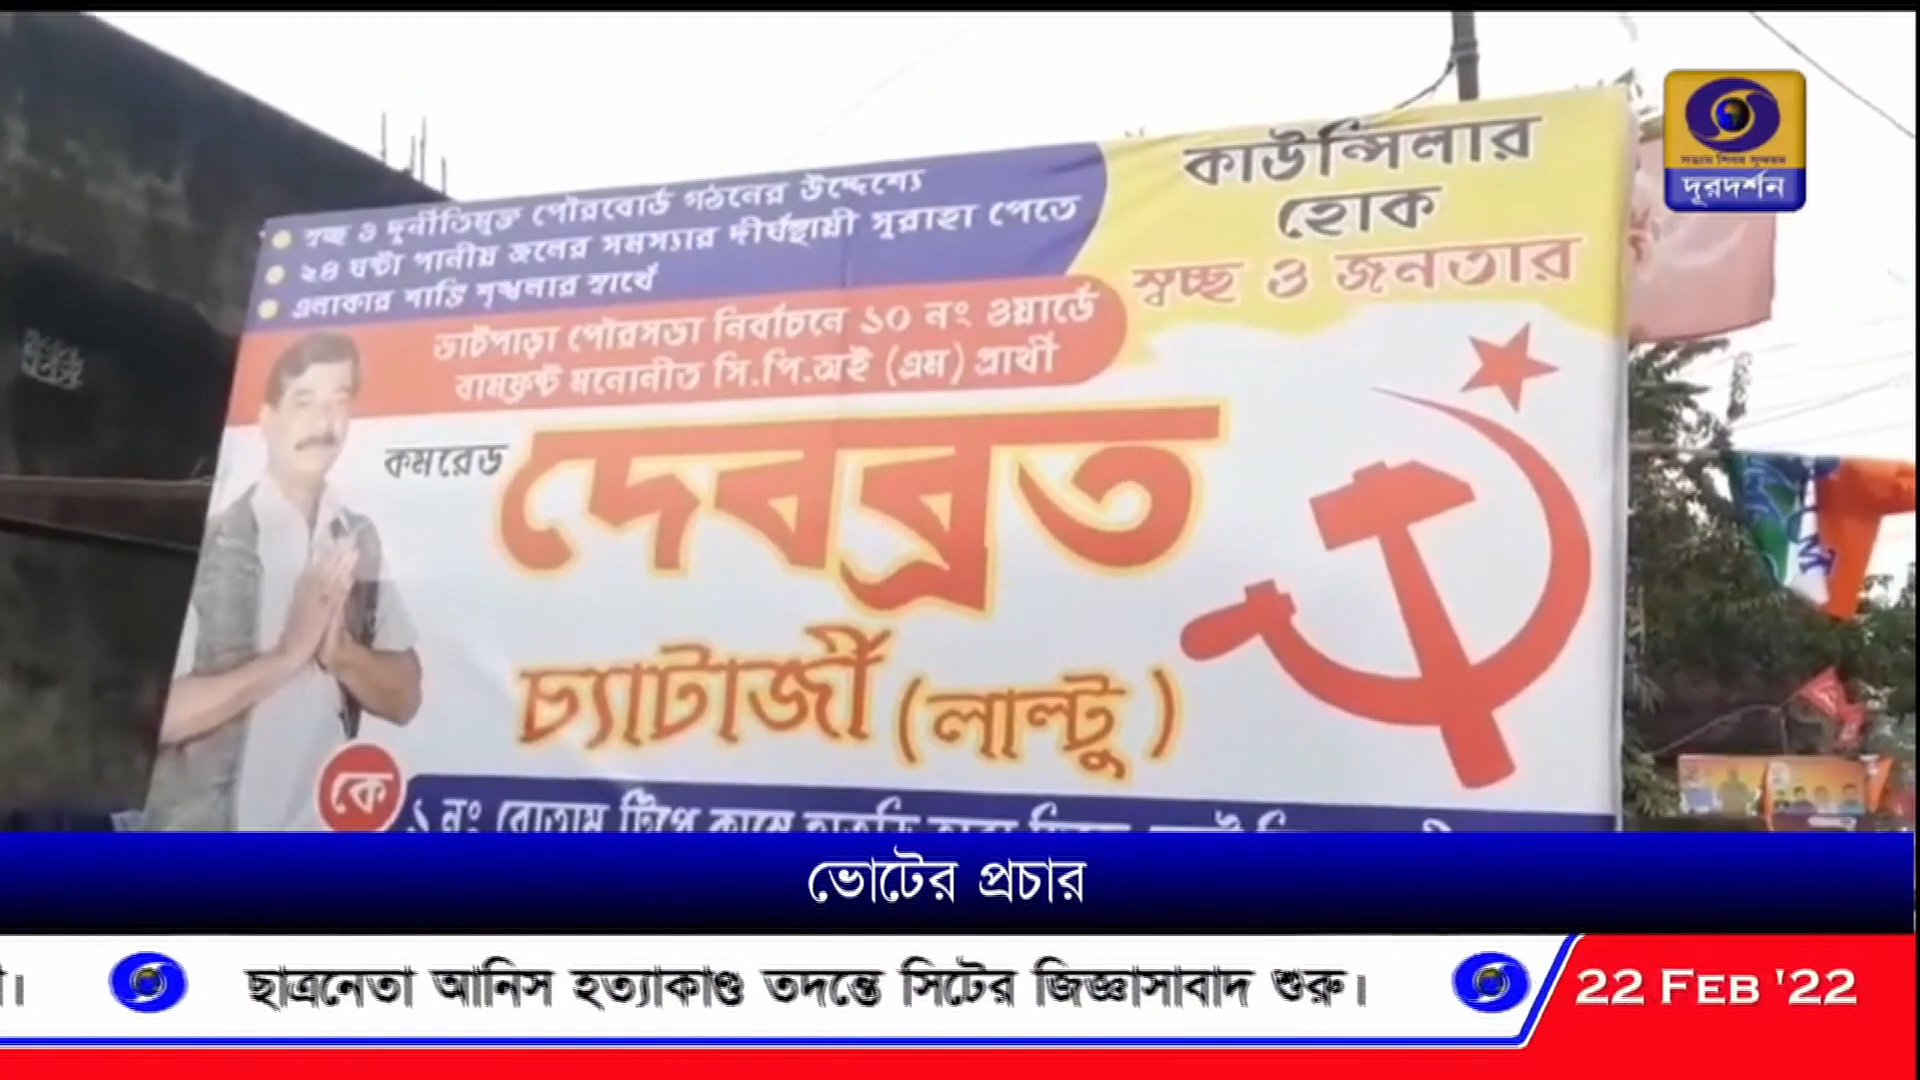 স্বচ্ছ ও দুর্নীতিমুক্ত পৌরবোর্ড গঠনের উদ্দেশ্যে
২৪ ঘন্টা পানীয় জলের সমস্যার দীর্ঘস্থায়ী সুরাহা পেতে
এলাকার শান্তি শৃঙ্খলার স্বার্থে
কাউন্সিলার
হোক
স্বচ্ছ ও জনতার
ভাটপাড়া পৌরসভা নির্বাচনে ১০ নং ওয়ার্ডে
বামফ্রন্ট মনোনীত সি.পি.আই (এম) প্রার্থী
কমরেড দেবব্রত
চ্যাটার্জী (লাল্টু)
কে
১ নং বোতাম টিপে
দূরদর্শন
ভোটের প্রচার
ছাত্রনেতা আনিস হত্যাকাণ্ড তদন্তে সিটের জিজ্ঞাসাবাদ শুরু।
22 FEB '22